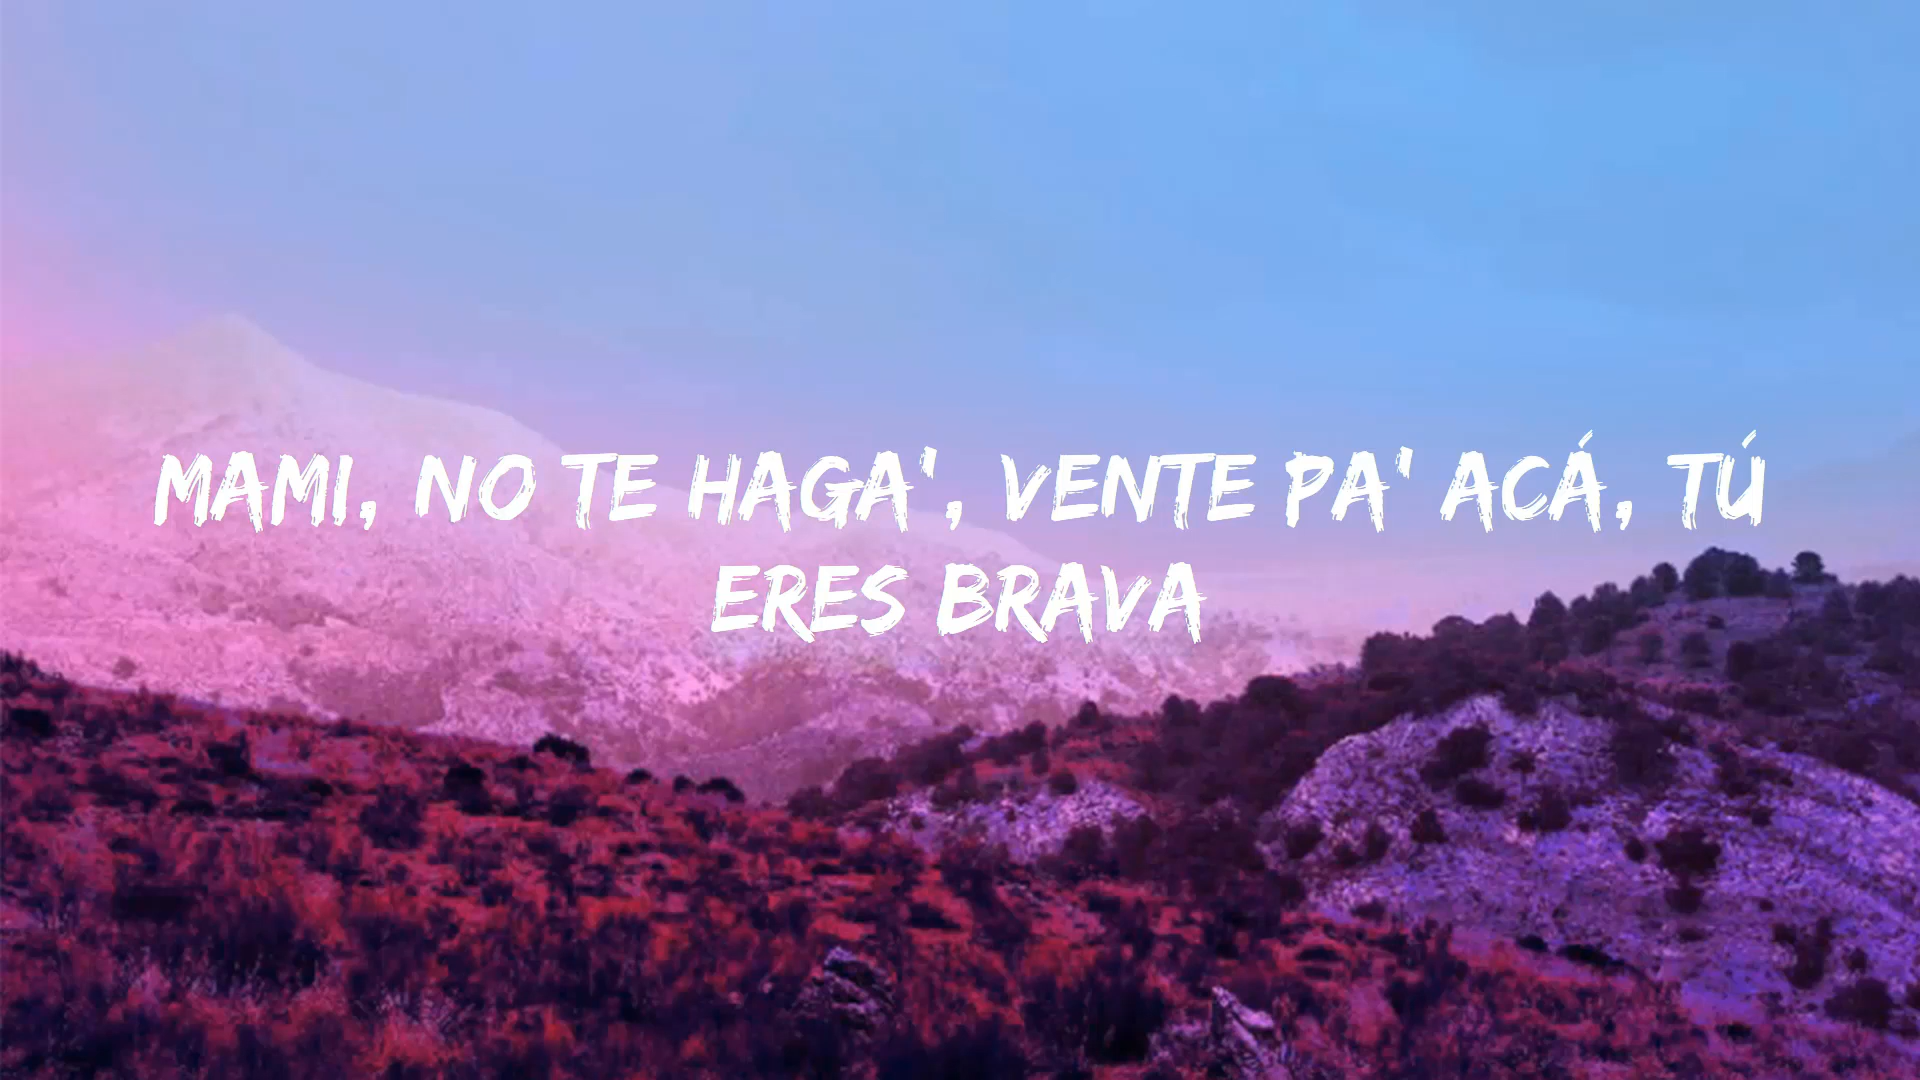 MAMI, NO TE HAGA', VENTE PA' ACÁ, TÚ
ERES BRAVA